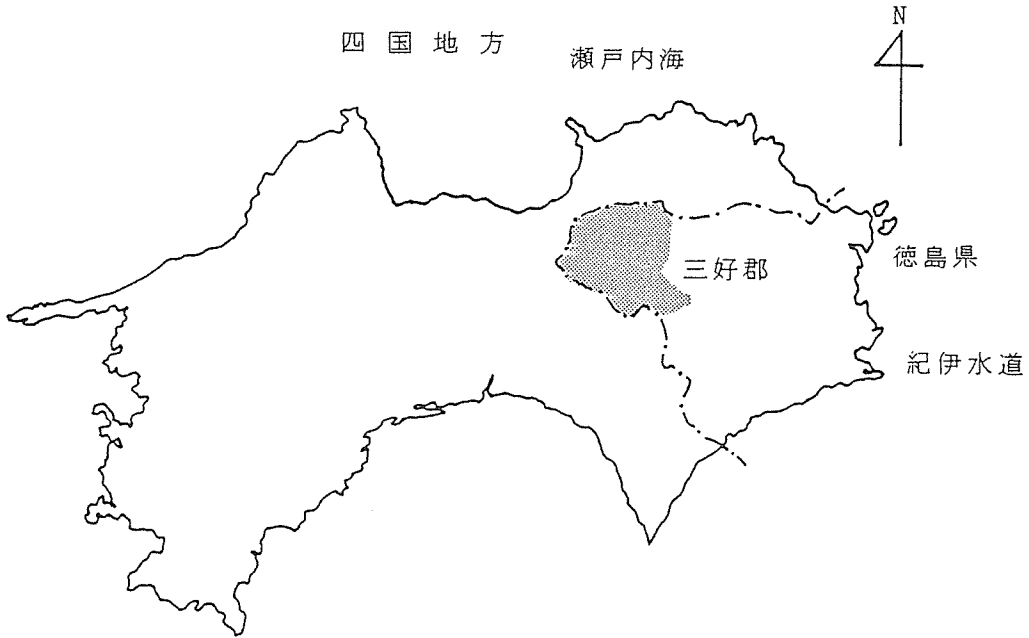 N
四国地方
瀬戸内海
三好郡
徳島県
紀伊水道